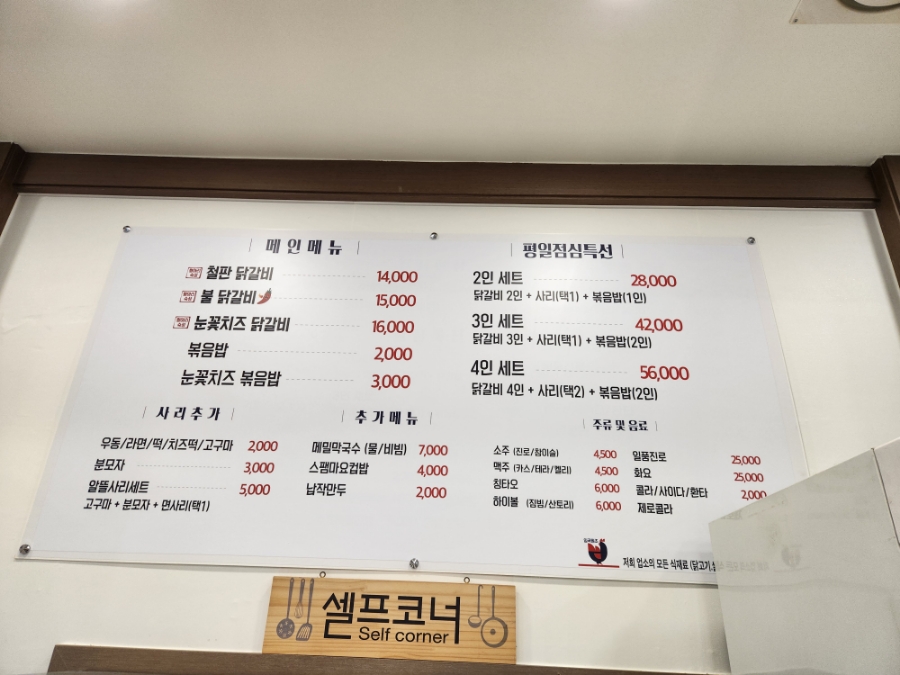 메인메뉴
철판 닭갈비 14,000
불 닭갈비 15,000
눈꽃치즈 닭갈비 16,000
볶음밥 2,000
눈꽃치즈 볶음밥 3,000
평일점심특선
2인 세트 28,000
닭갈비 2인 + 사리(택1) + 볶음밥(1인)
3인 세트 42,000
닭갈비 3인 + 사리(택1) + 볶음밥(2인)
4인 세트 56,000
닭갈비 4인 + 사리(택2) + 볶음밥(2인)
사리추가
우동/라면/떡/치즈떡/고구마 2,000
분모자 3,000
알뜰사리세트 5,000
고구마 + 분모자 + 면사리(택1)
추가메뉴
메밀막국수 (물/비빔) 7,000
스팸마요컵밥 4,000
납작만두 2,000
주류 및 음료
소주 (진로/참이슬) 4,500
맥주 (카스/테라/켈리) 4,500
칭타오 6,000
하이볼 (짐빔/산토리) 6,000
일품진로 25,000
화요 25,000
콜라/사이다/환타 2,000
제로콜라
저희 업소의 모든 식재료 (닭고기,
셀프코너
Self corner